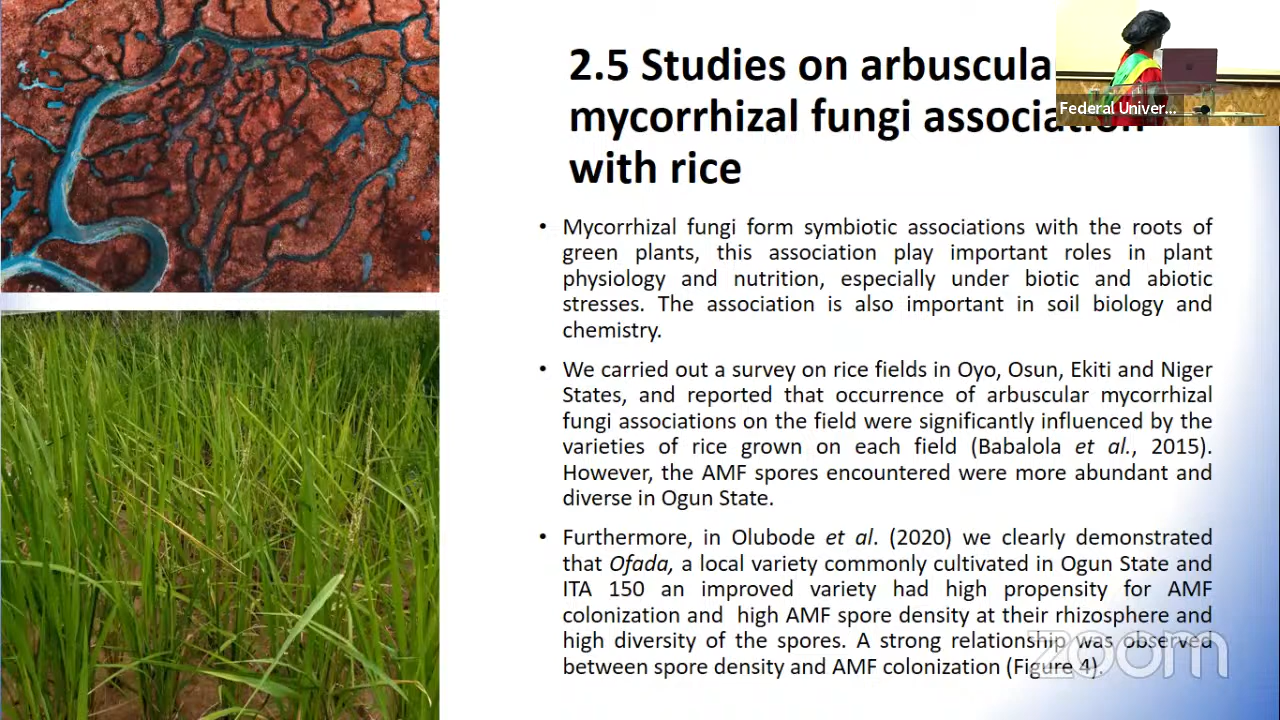 2.5 Studies on arbuscula
mycorrhizal fungi association
with rice
Federal Univer...
• Mycorrhizal fungi form symbiotic associations with the roots of
green plants, this association play important roles in plant
physiology and nutrition, especially under biotic and abiotic
stresses. The association is also important in soil biology and
chemistry.
• We carried out a survey on rice fields in Oyo, Osun, Ekiti and Niger
States, and reported that occurrence of arbuscular mycorrhizal
fungi associations on the field were significantly influenced by the
varieties of rice grown on each field (Babalola et al., 2015).
However, the AMF spores encountered were more abundant and
diverse in Ogun State.
• Furthermore, in Olubode et al. (2020) we clearly demonstrated
that Ofada, a local variety commonly cultivated in Ogun State and
ITA 150 an improved variety had high propensity for AMF
colonization and high AMF spore density at their rhizosphere and
high diversity of the spores. A strong relationship was observed
between spore density and AMF colonization (Figure 4).
zoom